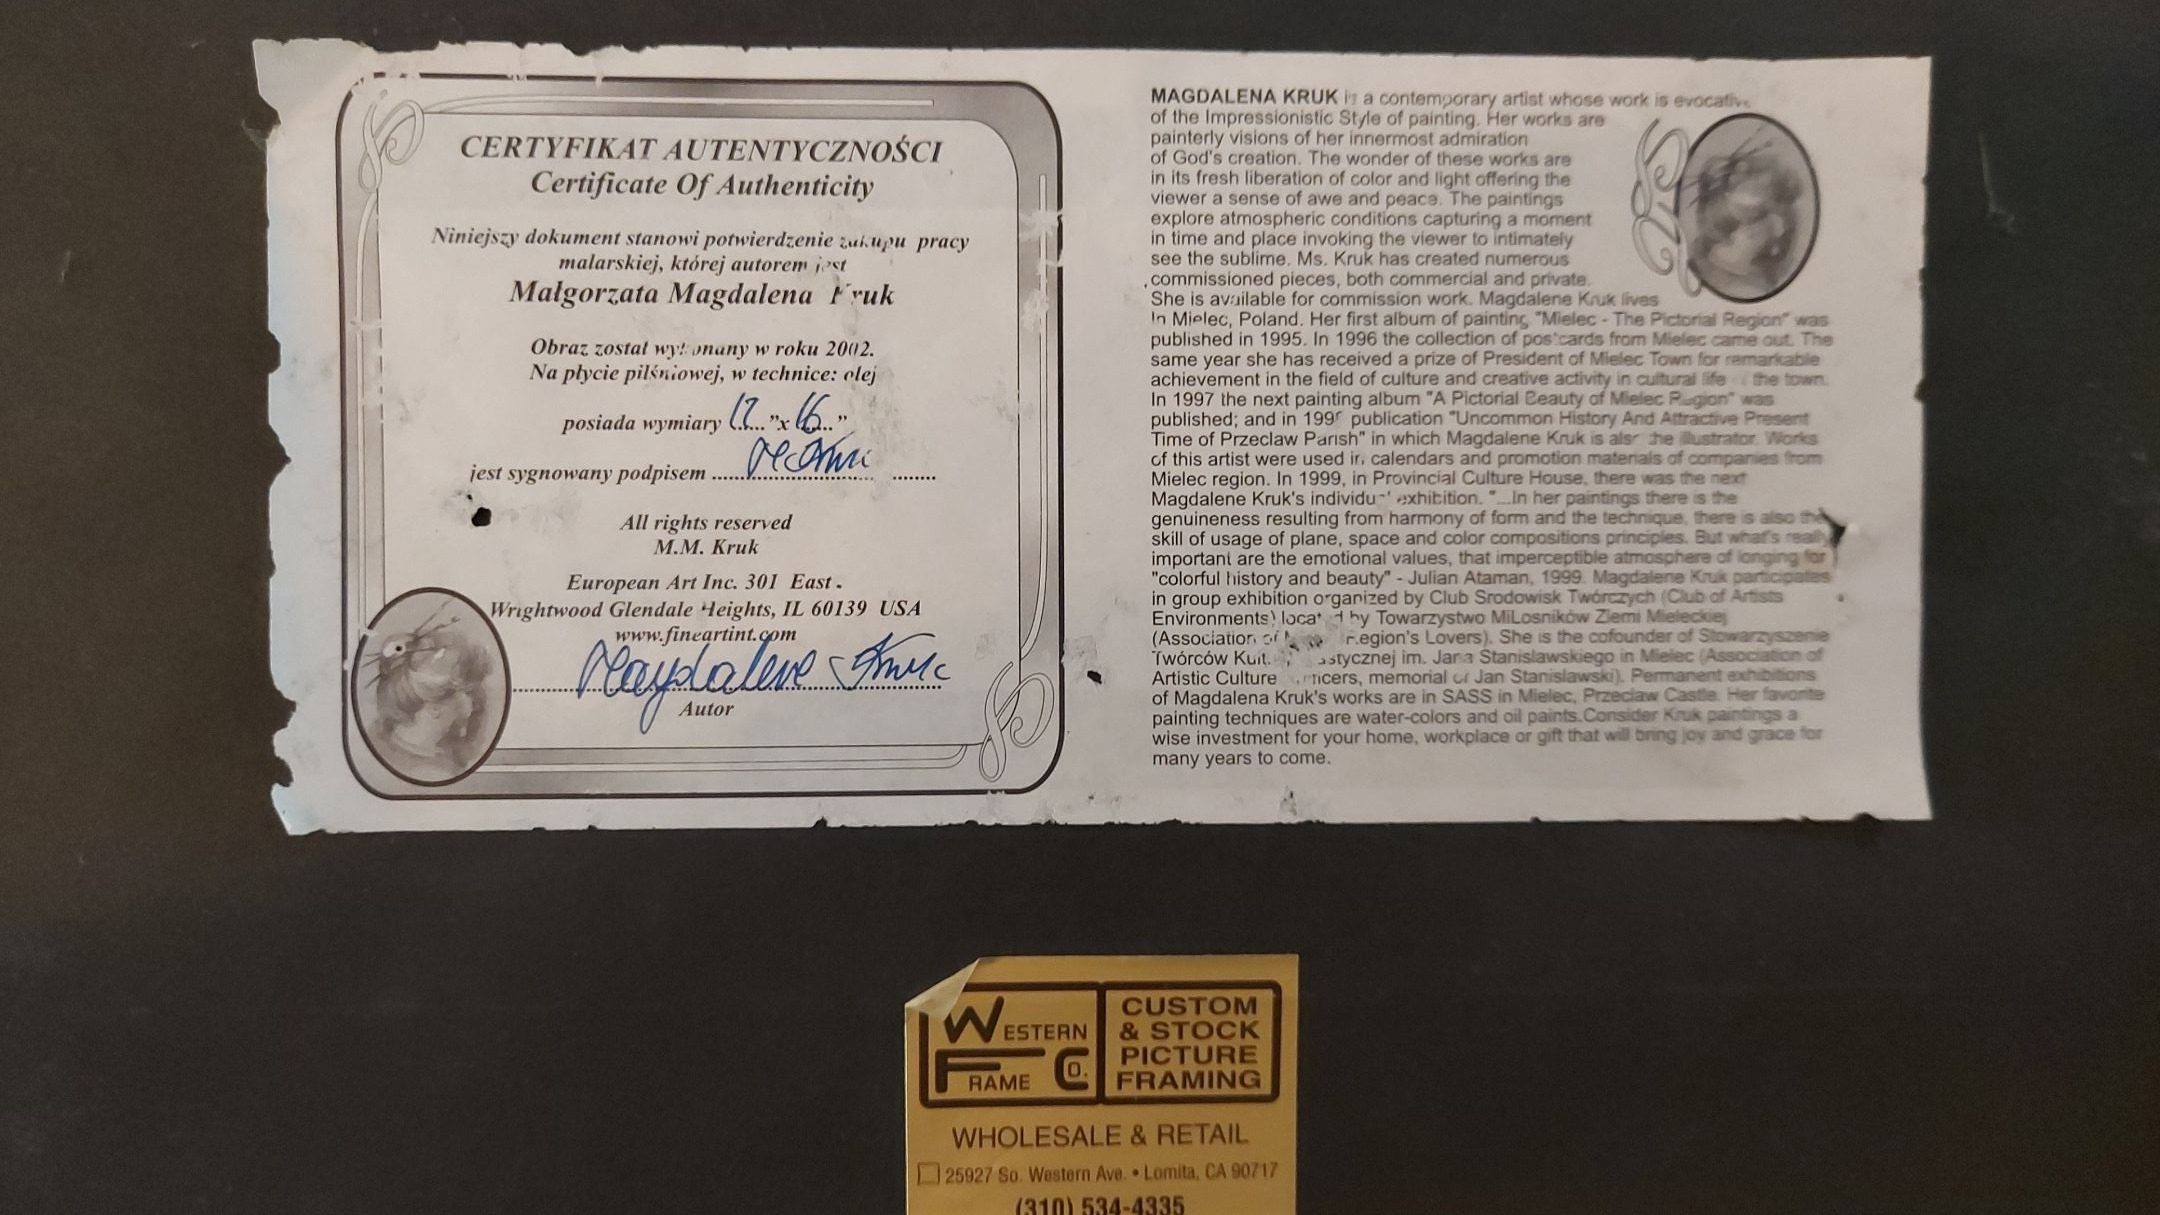 CERTYFIKAT AUTENTYCZNOŚCI
Certificate Of Authenticity
Niniejszy dokument stanowi potwierdzenie zakupu pracy
malarskiej, której autorem jest
Małgorzata Magdalena Kruk
Obraz został wykonany w roku 2002.
Na płycie pilśniowej, w technice: olej
posiada wymiary 12 "x 16 "
jest sygnowany podpisem
All rights reserved
M.M. Kruk
European Art Inc. 301 East
Wrightwood Glendale Heights, IL 60139 USA
www.fineartint.com
Magdalene Kruk
Autor
MAGDALENA KRUK is a contemporary artist whose work is evocative
of the Impressionistic Style of painting. Her works are
painterly visions of her innermost admiration
of God's creation. The wonder of these works are
in its fresh liberation of color and light offering the
viewer a sense of awe and peace. The paintings
explore atmospheric conditions capturing a moment
in time and place invoking the viewer to intimately
see the sublime. Ms. Kruk has created numerous
commissioned pieces, both commercial and private.
She is available for commission work. Magdalene Kruk lives
In Mielec, Poland. Her first album of painting "Mielec - The Pictorial Region" was
published in 1995. In 1996 the collection of postcards from Mielec came out. The
same year she has received a prize of President of Mielec Town for remarkable
achievement in the field of culture and creative activity in cultural life the town.
In 1997 the next painting album "A Pictorial Beauty of Mielec Region" was
published; and in publication "Uncommon History And Attractive Present
Time of Przeclaw Parish" in which Magdalene Kruk is also the illustrator. Works
of this artist were used in calendars and promotion materials of companies from
Mielec region. In 1999, in Provincial Culture House, there was the next
Magdalene Kruk's individual exhibition. "...In her paintings there is the
genuineness resulting from harmony of form and the technique, there is also the
skill of usage of plane, space and color compositions principles. But what's really
important are the emotional values, that imperceptible atmosphere of longing for
"colorful history and beauty" - Julian Ataman, 1999. Magdalene Kruk participates
in group exhibition organized by Club Srodowisk Twórczych (Club of Artists
Environments) located by Towarzystwo MiLosników Ziemi Mieleckiej
(Association of Region's Lovers). She is the cofounder of Stowarzyszenie
Twórców Kult. im. Jana Stanislawskiego in Mielec (Association of
Artistic Culture memorial of Jan Stanislawski). Permanent exhibitions
of Magdalena Kruk's works are in SASS in Mielec, Przeclaw Castle. Her favorite
painting techniques are water-colors and oil paints.Consider Kruk paintings a
wise investment for your home, workplace or gift that will bring joy and grace for
many years to come.
WESTERN
FRAME CO.
CUSTOM
& STOCK
PICTURE
FRAMING
WHOLESALE & RETAIL
25927 So. Western Ave. • Lomita, CA 90717
(310) 534-4335